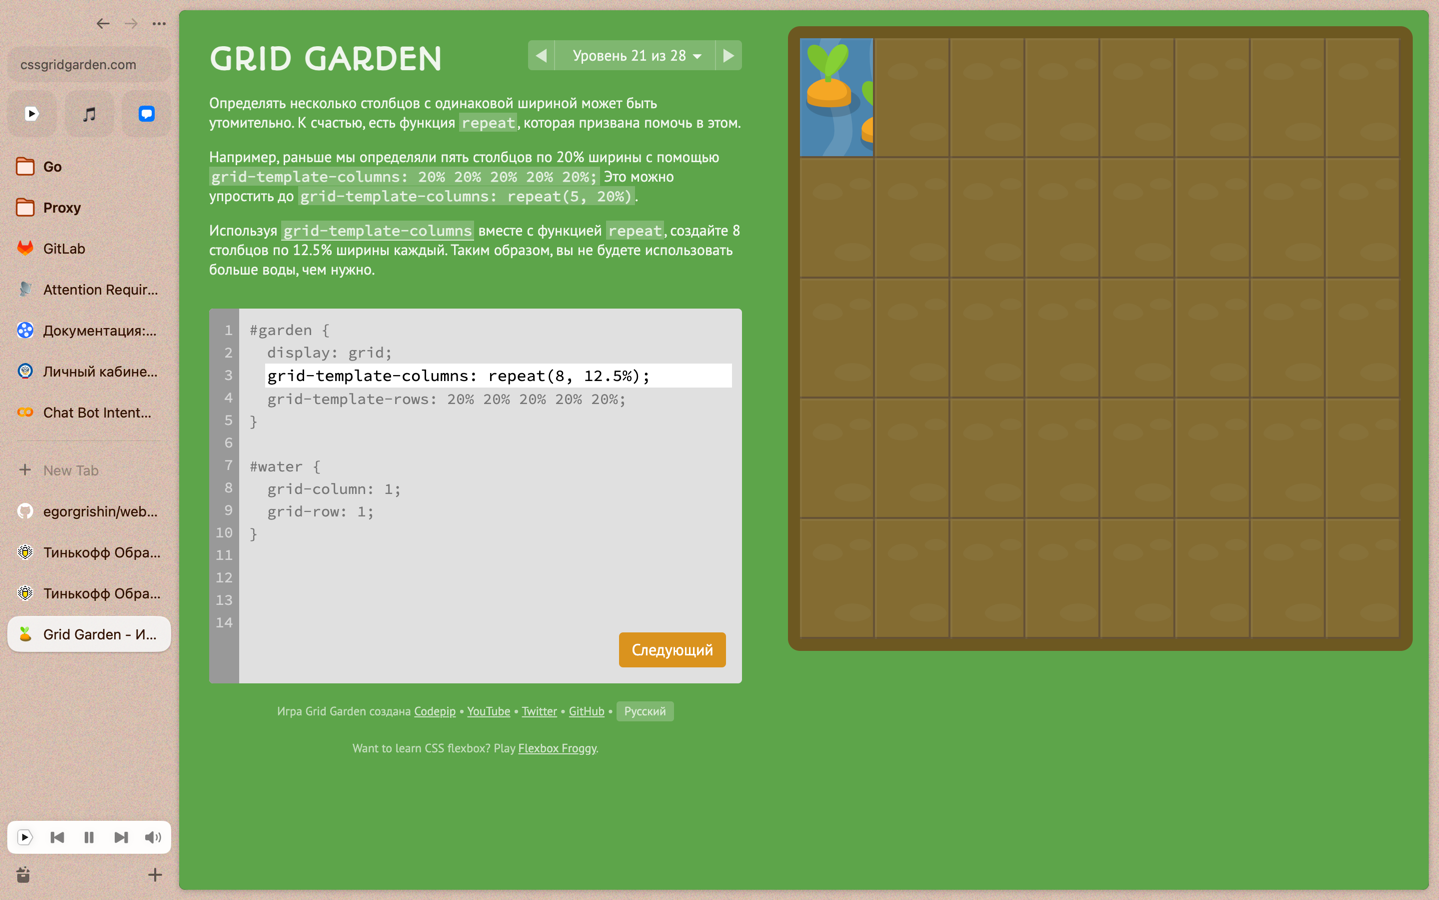 cssgridgarden.com
Go
Proxy
GitLab
Attention Requir...
Документация:...
Личный кабине...
Chat Bot Intent...
New Tab
egorgrishin/web...
Тинькофф Обра...
Тинькофф Обра...
Grid Garden - И...
GRID GARDEN
Уровень 21 из 28
Определять несколько столбцов с одинаковой шириной может быть
утомительно. К счастью, есть функция repeat, которая призвана помочь в этом.
Например, раньше мы определяли пять столбцов по 20% ширины с помощью
grid-template-columns: 20% 20% 20% 20% 20%; Это можно
упростить до grid-template-columns: repeat(5, 20%).
Используя grid-template-columns вместе с функцией repeat, создайте 8
столбцов по 12.5% ширины каждый. Таким образом, вы не будете использовать
больше воды, чем нужно.
1 #garden {
2 display: grid;
3 grid-template-columns: repeat(8, 12.5%);
4 grid-template-rows: 20% 20% 20% 20% 20%;
5 }
6
7 #water {
8 grid-column: 1;
9 grid-row: 1;
10 }
11
12
13
14
Следующий
Игра Grid Garden создана Codepip • YouTube • Twitter • GitHub • Русский
Want to learn CSS flexbox? Play Flexbox Froggy.